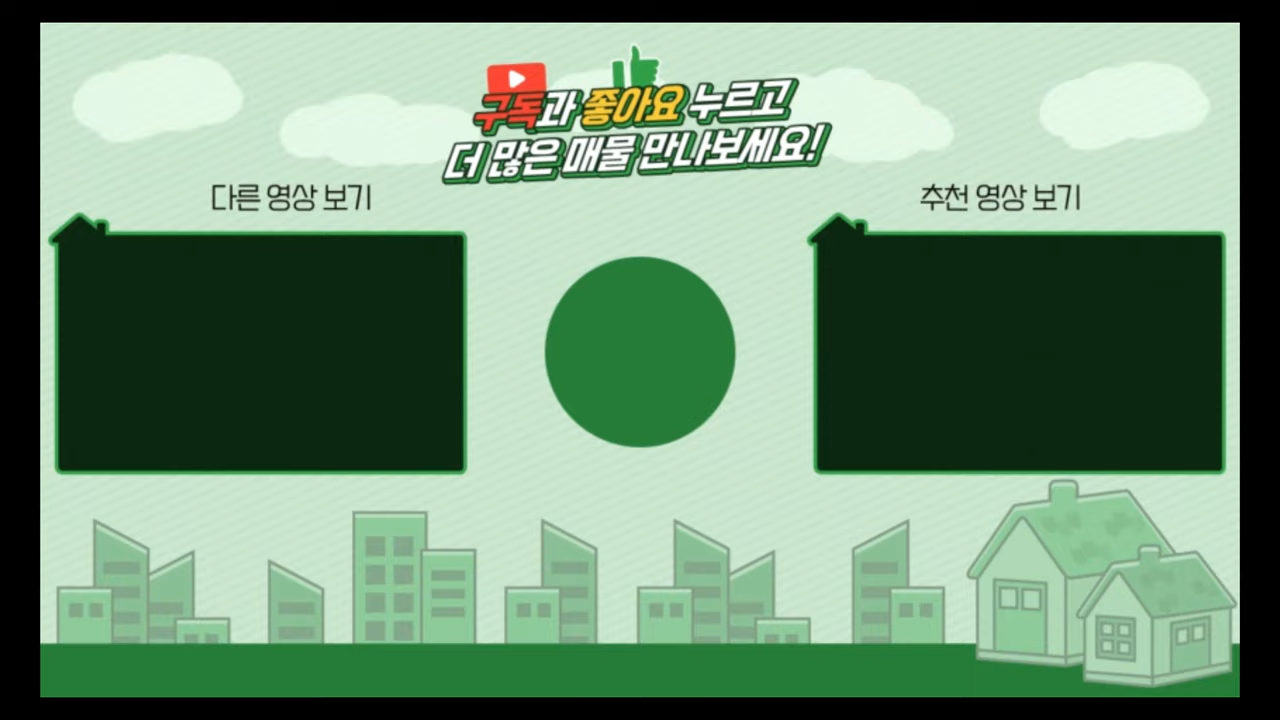 구독과 좋아요 누르고
더 많은 매물 만나보세요!
다른 영상 보기
추천 영상 보기